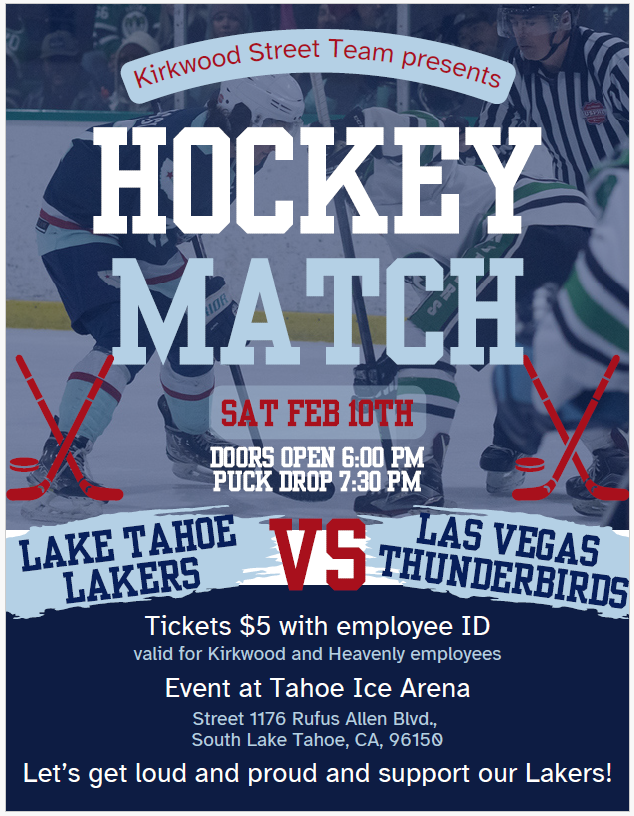 Kirkwood Street Team presents
HOCKEY
MATCH
SAT FEB 10TH
DOORS OPEN 6:00 PM
PUCK DROP 7:30 PM
LAKE TAHOE
LAKERS
VS
LAS VEGAS
THUNDERBIRDS
Tickets $5 with employee ID
valid for Kirkwood and Heavenly employees
Event at Tahoe Ice Arena
Street 1176 Rufus Allen Blvd.,
South Lake Tahoe, CA, 96150
Let's get loud and proud and support our Lakers!